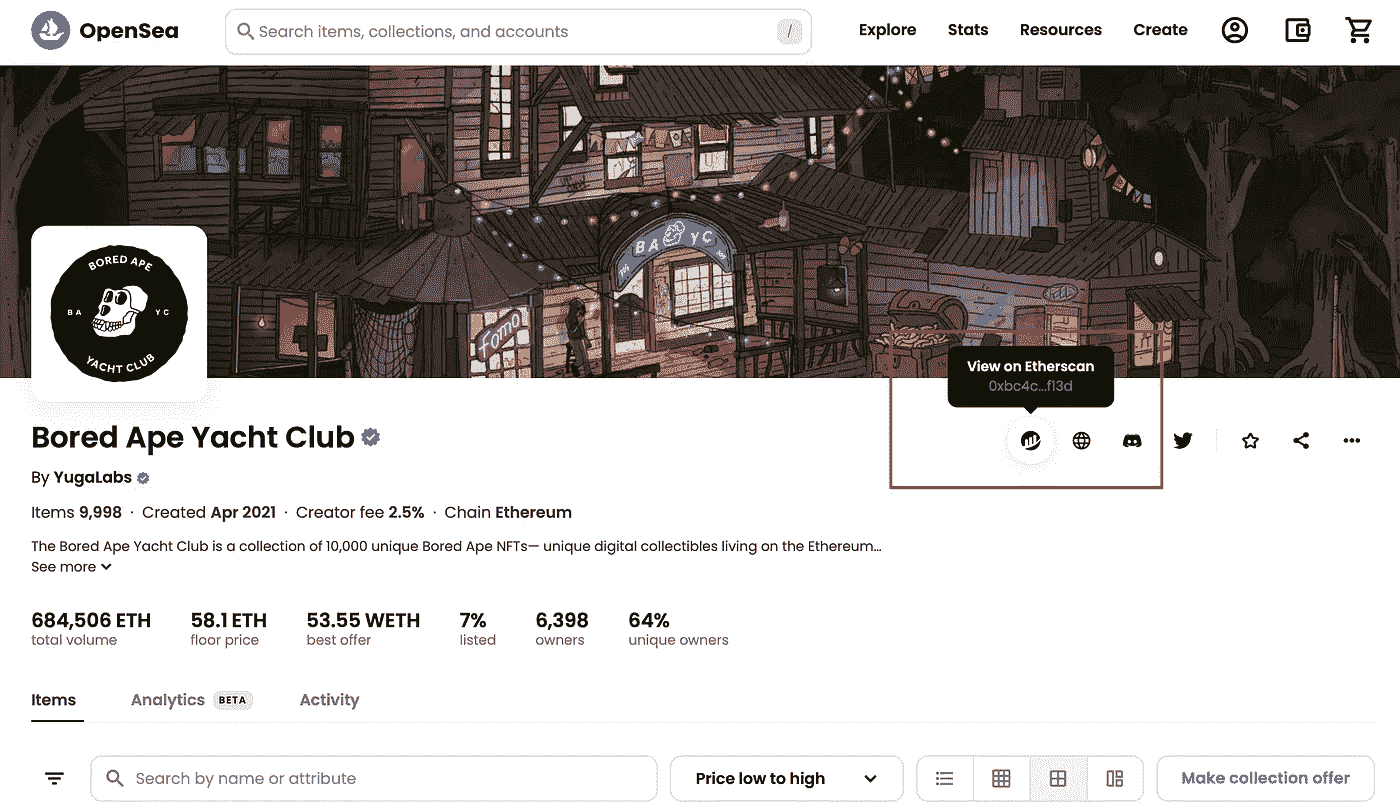 OpenSea
Search items, collections, and accounts
/
Explore
Stats
Resources
Create
BAYC
Fomo
BORED APE
BA YC
YACHT CLUB
View on Etherscan
0xbc4c...f13d
Bored Ape Yacht Club
By YugaLabs
Items 9,998 · Created Apr 2021 · Creator fee 2.5% · Chain Ethereum
The Bored Ape Yacht Club is a collection of 10,000 unique Bored Ape NFTs— unique digital collectibles living on the Ethereum...
See more
684,506 ETH
total volume
58.1 ETH
floor price
53.55 WETH
best offer
7%
listed
6,398
owners
64%
unique owners
Items
Analytics BETA
Activity
Search by name or attribute
Price low to high
Make collection offer